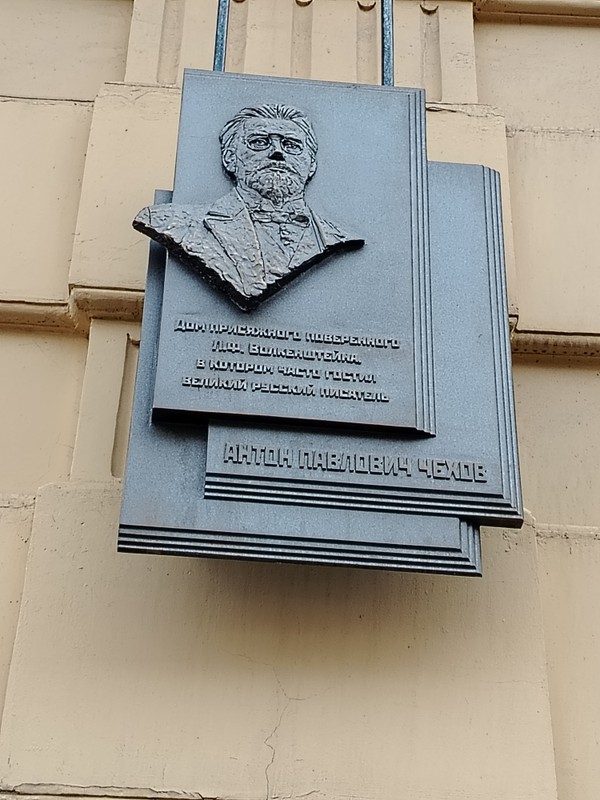 ДОМ ПРИСЯЖНОГО ПОВЕРЕННОГО
Л.Ф. ВОЛКЕНШТЕЙНА,
В КОТОРОМ ЧАСТО ГОСТИЛ
ВЕЛИКИЙ РУССКИЙ ПИСАТЕЛЬ
АНТОН ПАВЛОВИЧ ЧЕХОВ